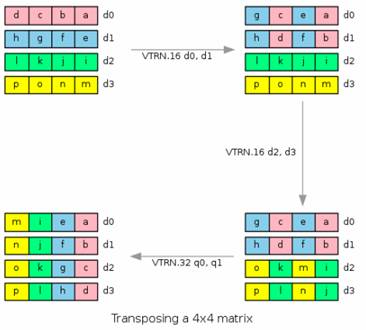 d c b a d0 g c e a d0
h g f e d1 h d f b d1
l k j i d2 l k j i d2
p o n m d3 p o n m d3
VTRN.16 d0, d1
VTRN.16 d2, d3
m i e a d0 g c e a d0
n j f b d1 h d f b d1
o k g c d2 o k m i d2
p l h d d3 p l n j d3
VTRN.32 q0, q1
Transposing a 4x4 matrix